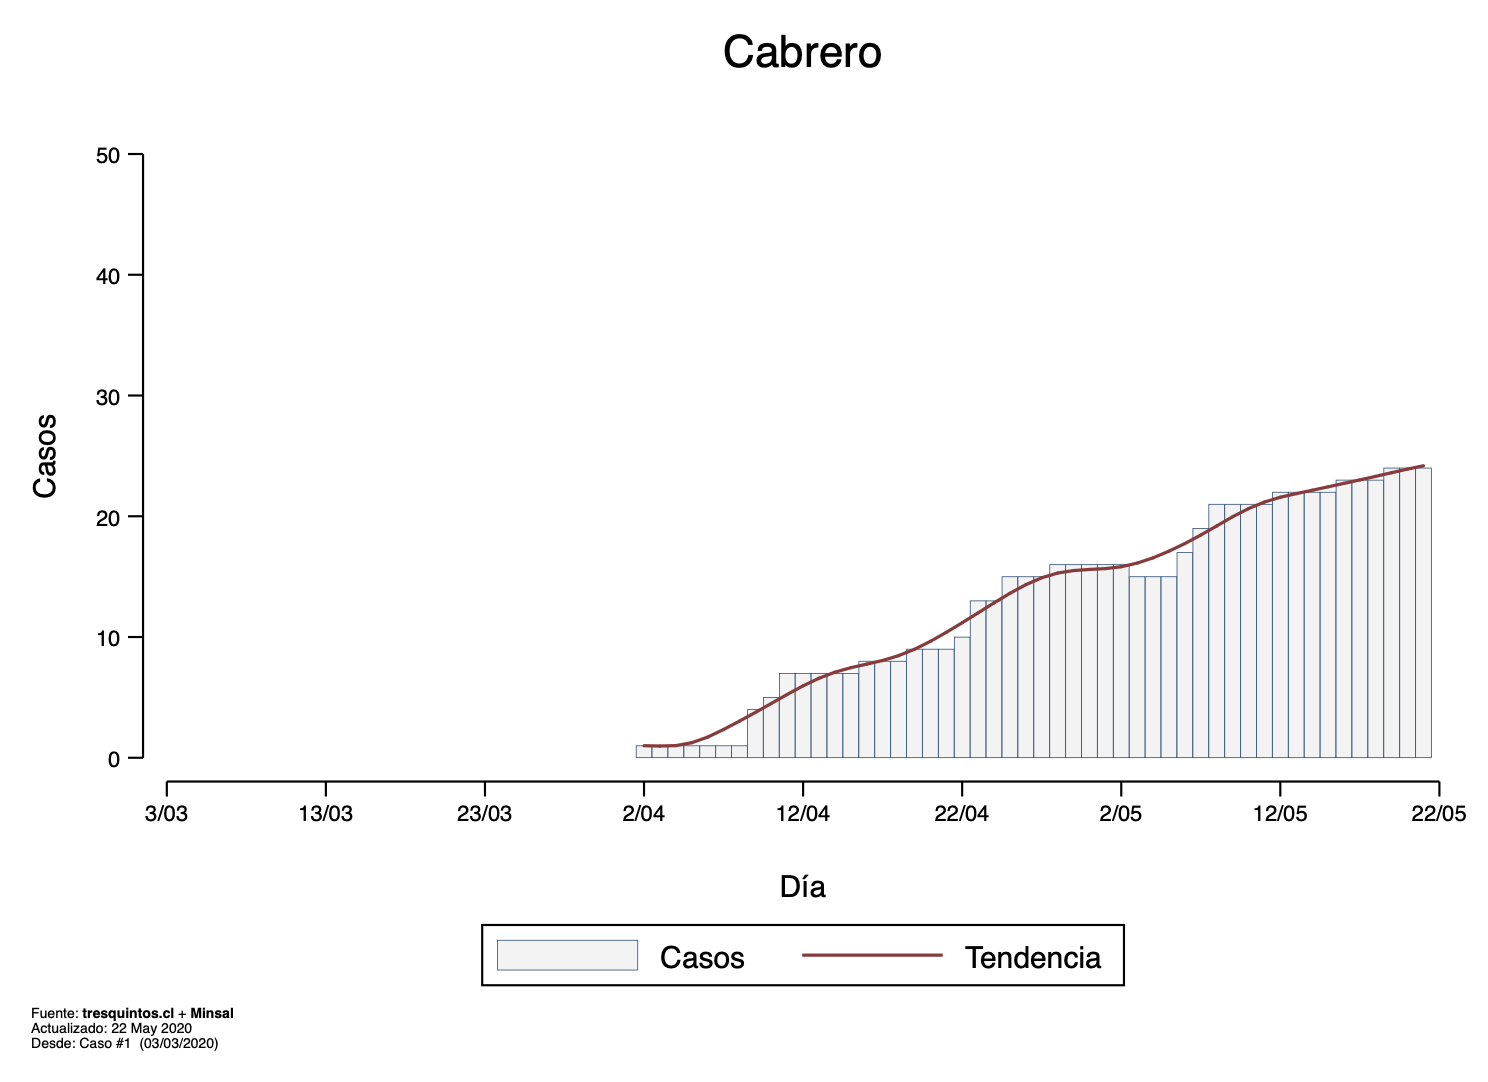 Cabrero
50
40
30
20
10
0
Casos
3/03 13/03 23/03 2/04 12/04 22/04 2/05 12/05 22/05
Día
Casos Tendencia
Fuente: tresquintos.cl + Minsal
Actualizado: 22 May 2020
Desde: Caso #1 (03/03/2020)